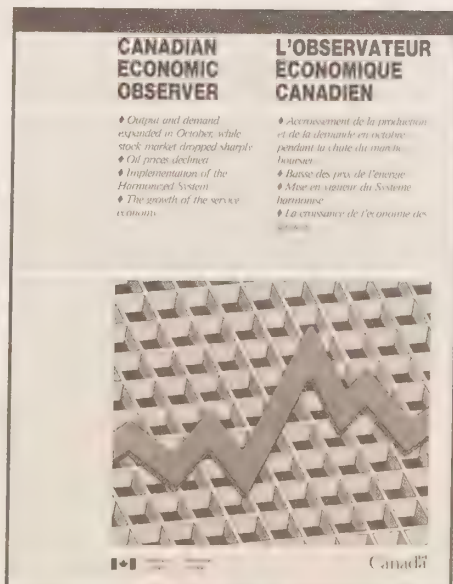 CANADIAN
ECONOMIC
OBSERVER
♦ Output and demand
expanded in October, while
stock market dropped sharply
♦ Oil prices declined
♦ Implementation of the
Harmonized System
♦ The growth of the service
economy
L'OBSERVATEUR
ÉCONOMIQUE
CANADIEN
♦ Accroissement de la production
et de la demande en octobre
pendant la chute du marché
boursier
♦ Baisse des prix de l'énergie
♦ Mise en vigueur du Système
harmonisé
♦ La croissance de l'économie des
Canada